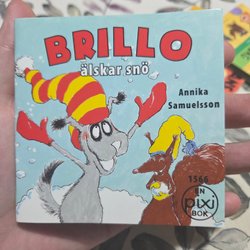 BRILLO
älskar snö
Annika
Samuelsson
1566
EN
pixi
BOK